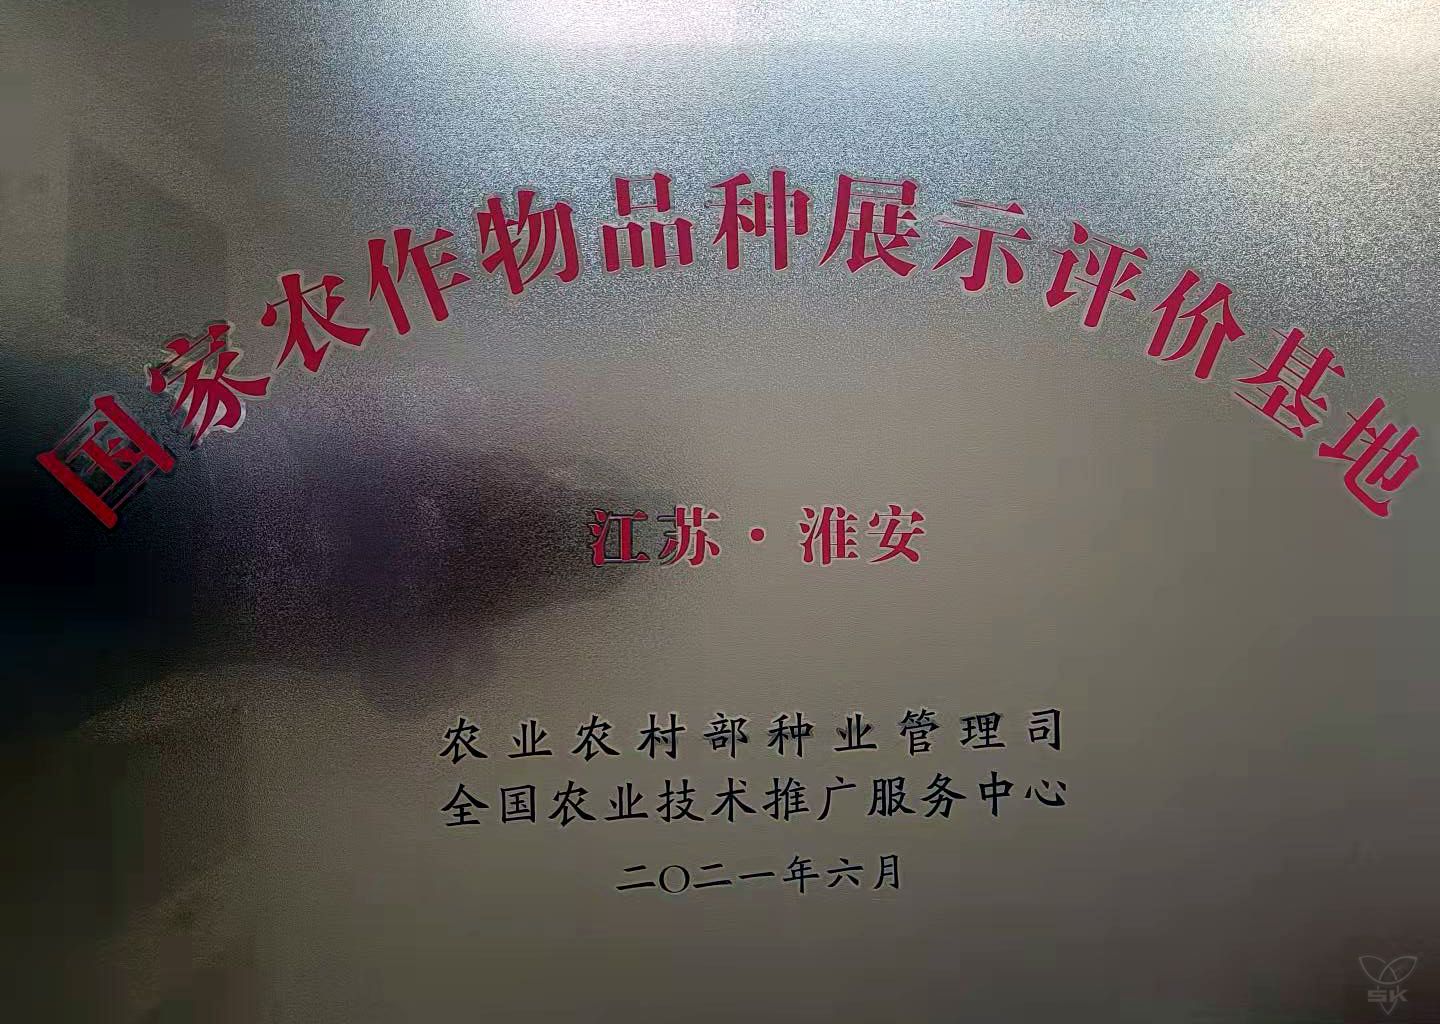 国家农作物品种展示评价基地
江苏·淮安
农业农村部种业管理司
全国农业技术推广服务中心
二〇二一年六月
SK